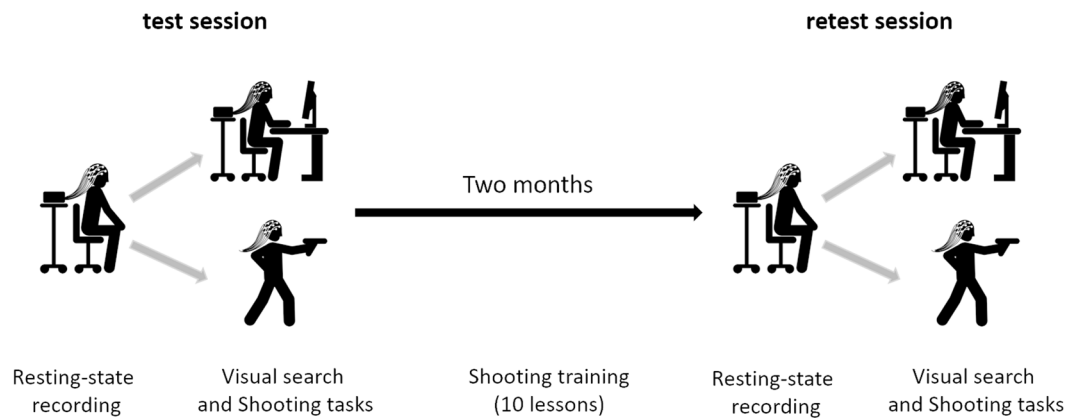 test session
retest session
Two months
Resting-state
recording
Visual search
and Shooting tasks
Shooting training
(10 lessons)
Resting-state
recording
Visual search
and Shooting tasks